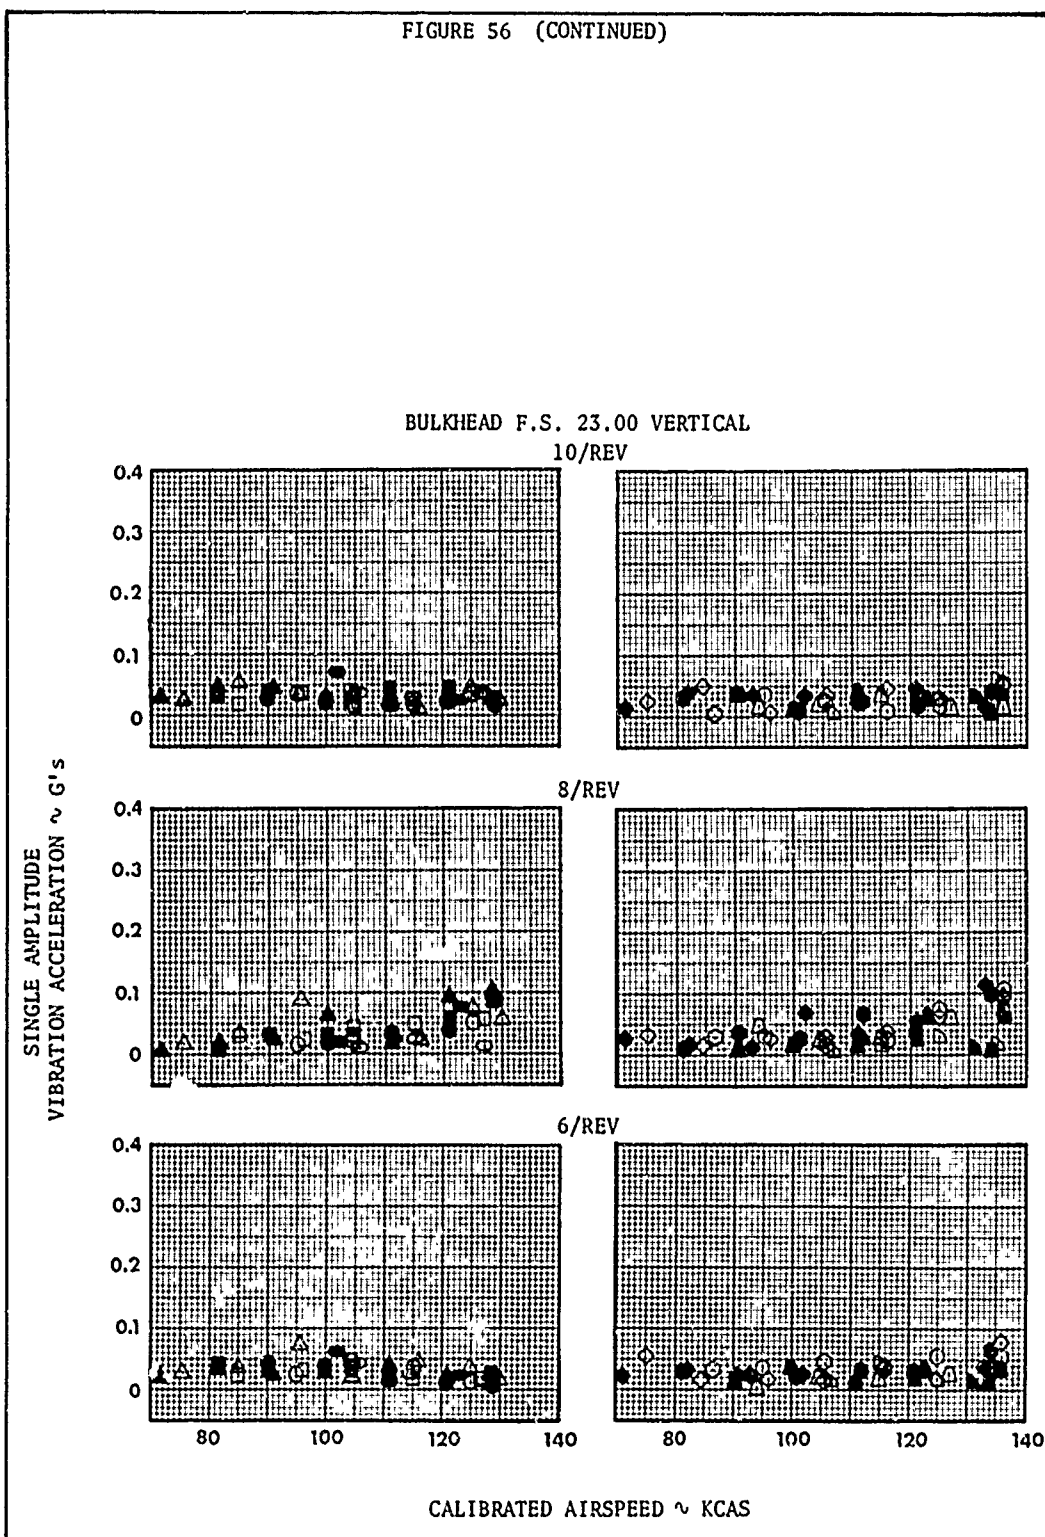 FIGURE 56 (CONTINUED)
BULKHEAD F.S. 23.00 VERTICAL
10/REV
0.4
0.3
0.2
0.1
0
8/REV
0.4
0.3
0.2
0.1
0
6/REV
0.4
0.3
0.2
0.1
0
80 100 120 140 80 100 120 140
SINGLE AMPLITUDE
VIBRATION ACCELERATION ~ G's
CALIBRATED AIRSPEED ~ KCAS